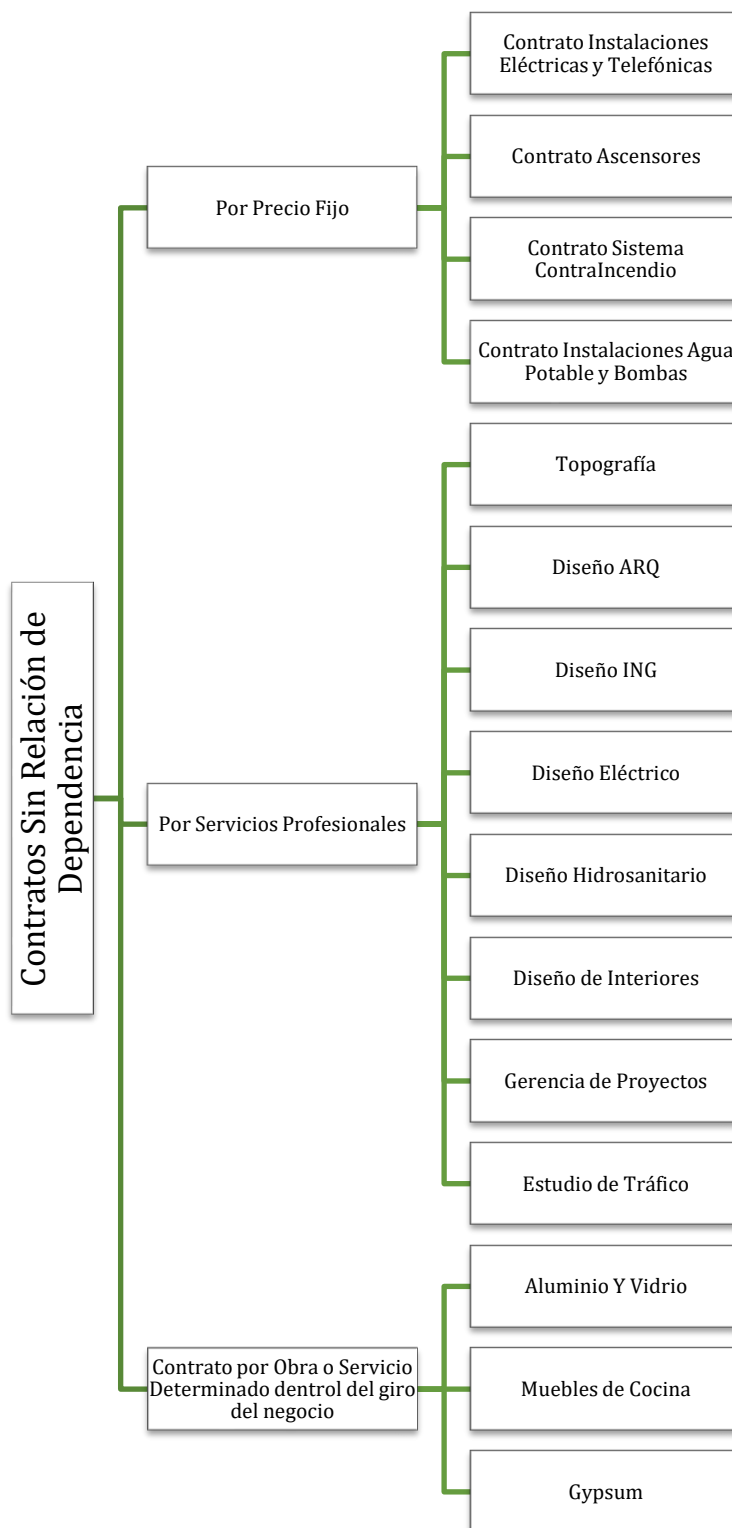 Contratos Sin Relación de
Dependencia
Por Precio Fijo
Contrato Instalaciones
Eléctricas y Telefónicas
Contrato Ascensores
Contrato Sistema
ContraIncendio
Contrato Instalaciones Agua
Potable y Bombas
Por Servicios Profesionales
Topografía
Diseño ARQ
Diseño ING
Diseño Eléctrico
Diseño Hidrosanitario
Diseño de Interiores
Gerencia de Proyectos
Estudio de Tráfico
Contrato por Obra o Servicio
Determinado dentrol del giro
del negocio
Aluminio Y Vidrio
Muebles de Cocina
Gypsum